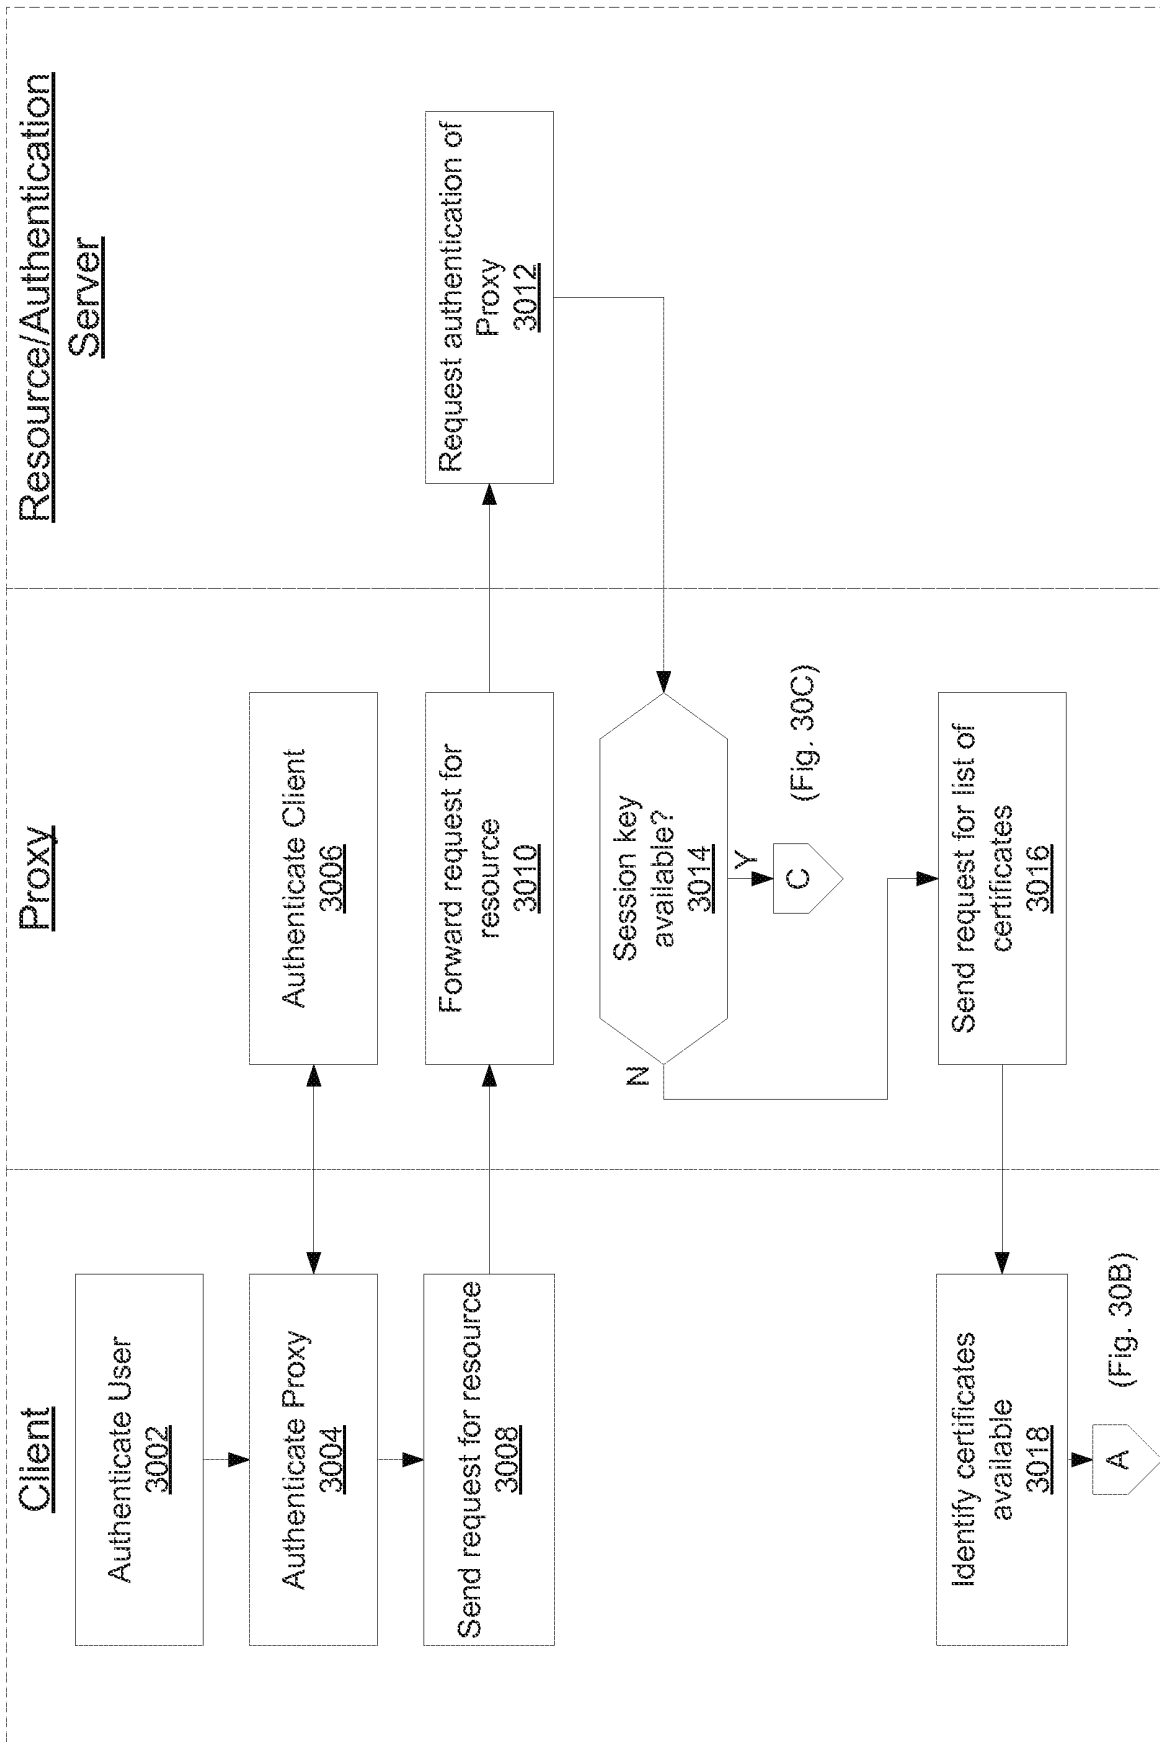 Client
Proxy
Resource/Authentication
Server
Authenticate User
3002
Authenticate Proxy
3004
Authenticate Client
3006
Send request for resource
3008
Forward request for
resource
3010
Request authentication of
Proxy
3012
Session key
available?
3014
N
Y
C
(Fig. 30C)
Send request for list of
certificates
3016
Identify certificates
available
3018
A
(Fig. 30B)